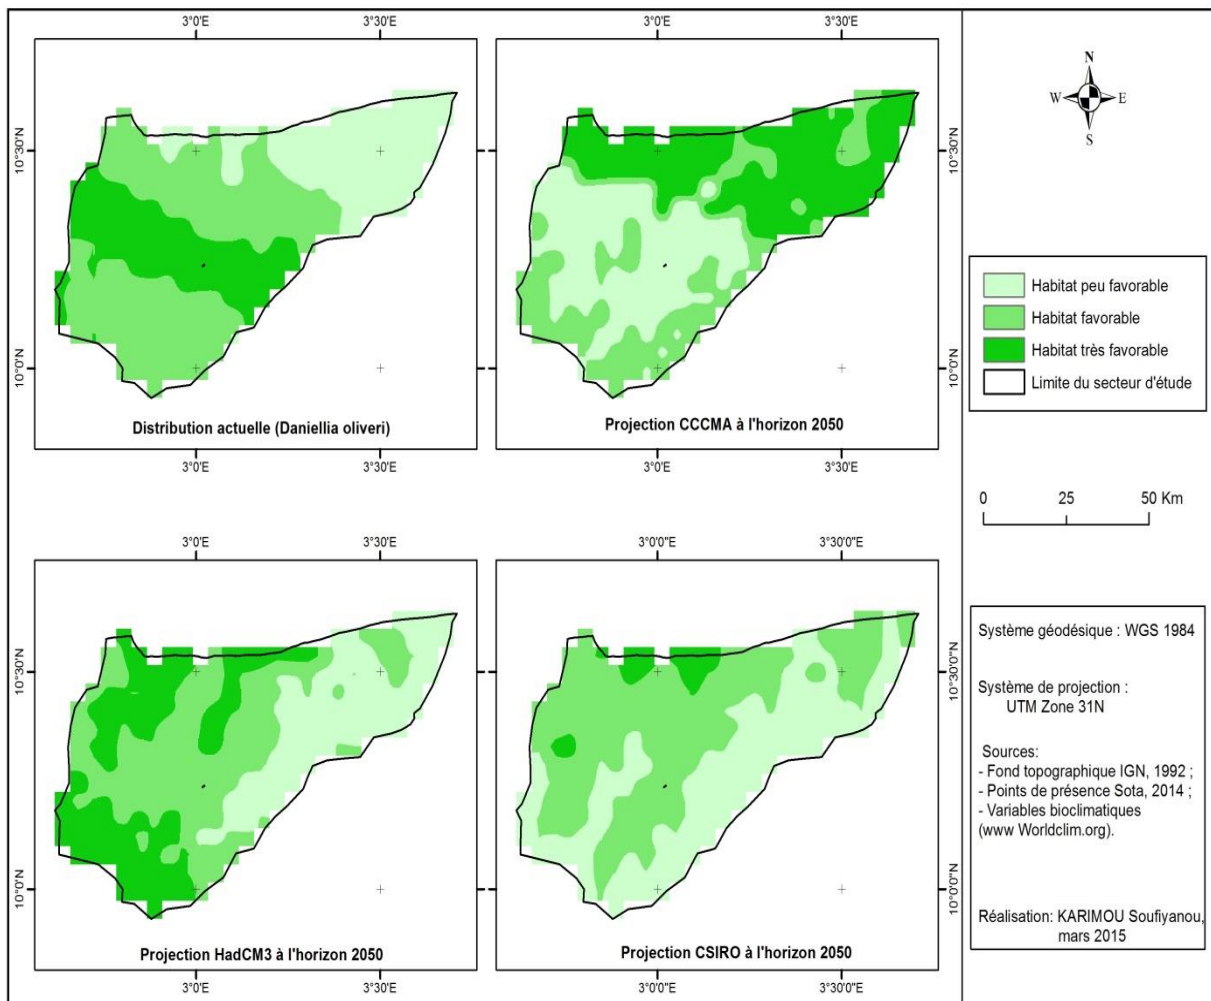 3°0'E 3°30'E 3°0'E 3°30'E
10°30'N 10°30'N
10°0'N 10°0'N
Distribution actuelle (Daniellia oliveri)
Projection CCCMA à l'horizon 2050
3°0'E 3°30'E 3°0'E 3°30'E
N
W E
S
Habitat peu favorable
Habitat favorable
Habitat très favorable
Limite du secteur d'étude
0 25 50 Km
3°0'E 3°30'E 3°0'0"E 3°30'0"E
10°30'N 10°30'0"N
10°0'N 10°0'0"N
Projection HadCM3 à l'horizon 2050
Projection CSIRO à l'horizon 2050
3°0'E 3°30'E 3°0'0"E 3°30'0"E
Système géodésique : WGS 1984
Système de projection :
UTM Zone 31N
Sources:
- Fond topographique IGN, 1992 ;
- Points de présence Sota, 2014 ;
- Variables bioclimatiques
(www Worldclim.org).
Réalisation: KARIMOU Soufiyanou,
mars 2015